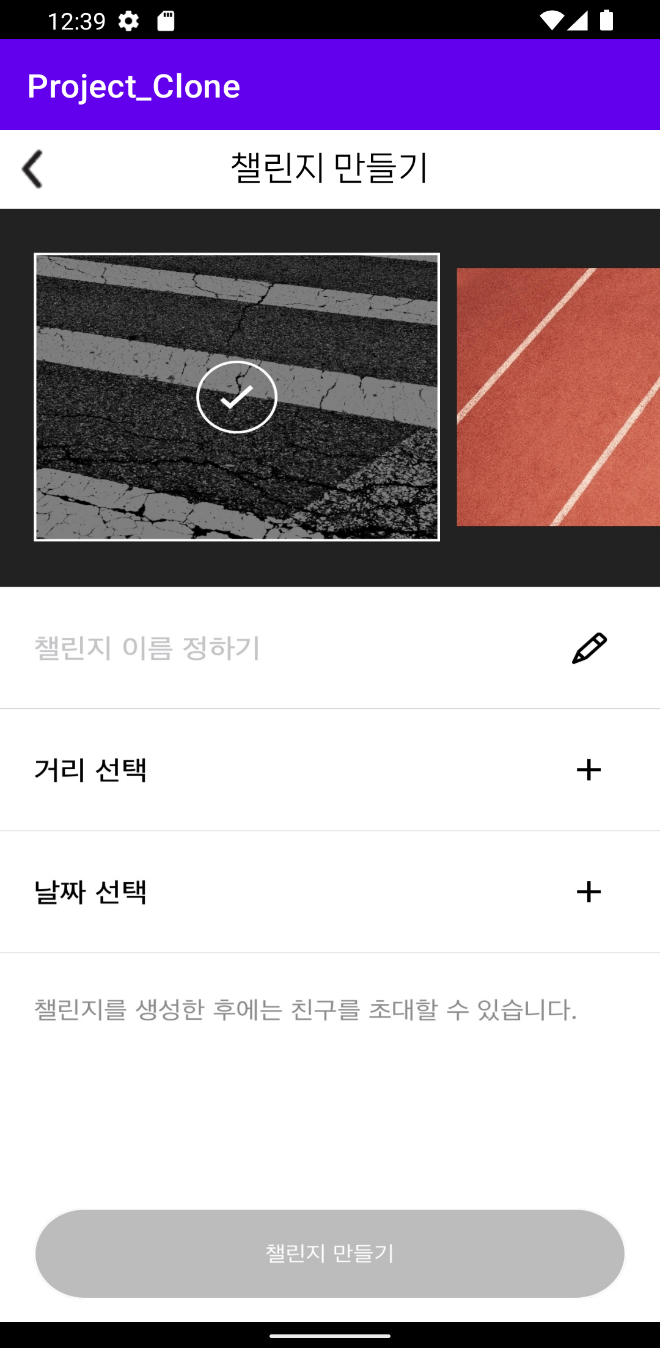 12:39
Project_Clone
챌린지 만들기
챌린지 이름 정하기
거리 선택
날짜 선택
챌린지를 생성한 후에는 친구를 초대할 수 있습니다.
챌린지 만들기